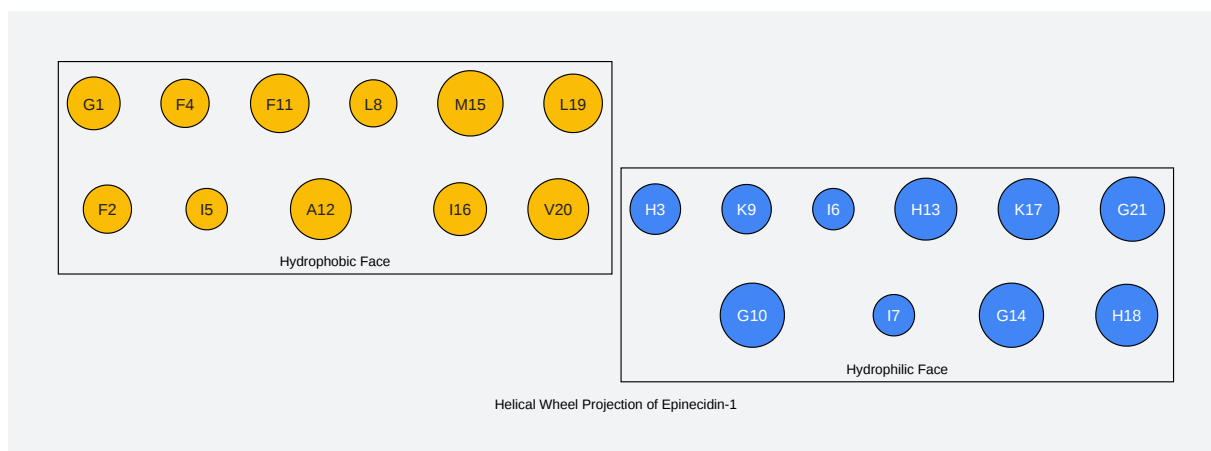 G1 F4 F11 L8 M15 L19
F2 I5 A12 I16 V20
Hydrophobic Face
H3 K9 I6 H13 K17 G21
G10 I7 G14 H18
Hydrophilic Face
Helical Wheel Projection of Epinecidin-1